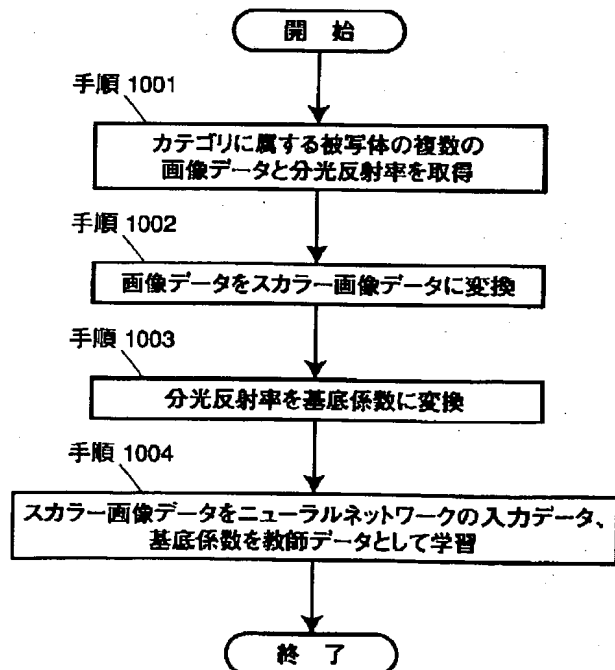 開 始
手順 1001
カテゴリに属する被写体の複数の
画像データと分光反射率を取得
手順 1002
画像データをスカラー画像データに変換
手順 1003
分光反射率を基底係数に変換
手順 1004
スカラー画像データをニューラルネットワークの入力データ、
基底係数を教師データとして学習
終 了